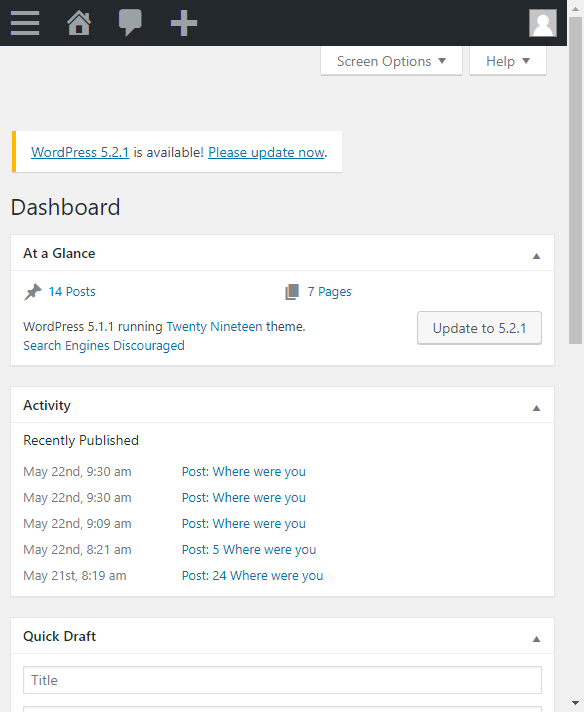 Screen Options
Help
WordPress 5.2.1 is available! Please update now.
Dashboard
At a Glance
14 Posts
7 Pages
WordPress 5.1.1 running Twenty Nineteen theme.
Update to 5.2.1
Search Engines Discouraged
Activity
Recently Published
May 22nd, 9:30 am Post: Where were you
May 22nd, 9:30 am Post: Where were you
May 22nd, 9:09 am Post: Where were you
May 22nd, 8:21 am Post: 5 Where were you
May 21st, 8:19 am Post: 24 Where were you
Quick Draft
Title